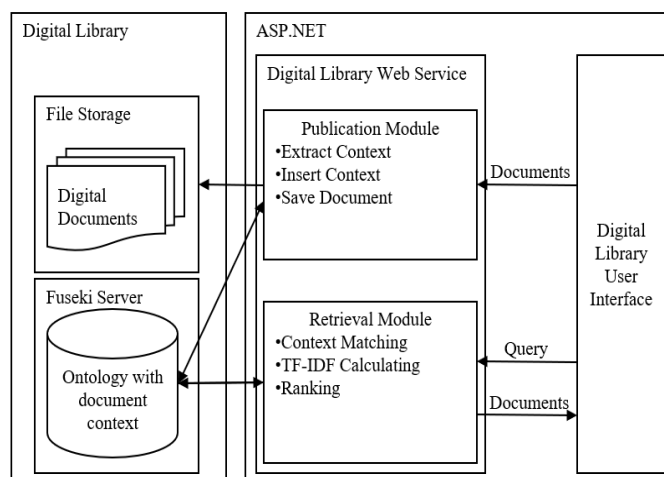 Digital Library
File Storage
Digital
Documents
Fuseki Server
Ontology with
document
context
ASP.NET
Digital Library Web Service
Publication Module
•Extract Context
•Insert Context
•Save Document
Retrieval Module
•Context Matching
•TF-IDF Calculating
•Ranking
Documents
Query
Documents
Digital
Library
User
Interface